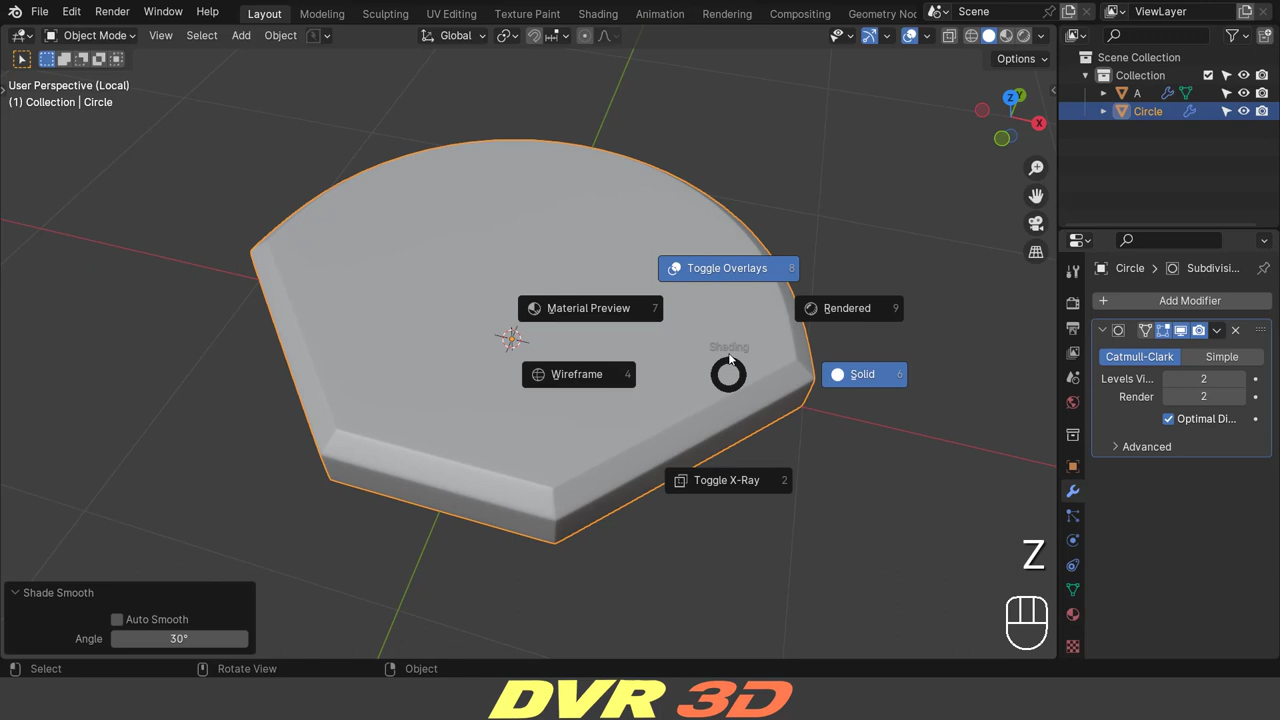 File Edit Render Window Help Layout Modeling Sculpting UV Editing Texture Paint Shading Animation Rendering Compositing Geometry Noc Scene ViewLayer
Object Mode View Select Add Object Global
Options
User Perspective (Local)
(1) Collection | Circle
Scene Collection
Collection
A
Circle
Z Y
X
Circle > Subdivisi...
Add Modifier
Catmull-Clark Simple
Levels Vi... 2
Render 2
Optimal Di...
Advanced
Toggle Overlays 8
Material Preview 7
Rendered 9
Shading
Wireframe 4
Solid 6
Toggle X-Ray 2
Z
Shade Smooth
Auto Smooth
Angle 30°
Select Rotate View Object
DVR 3D